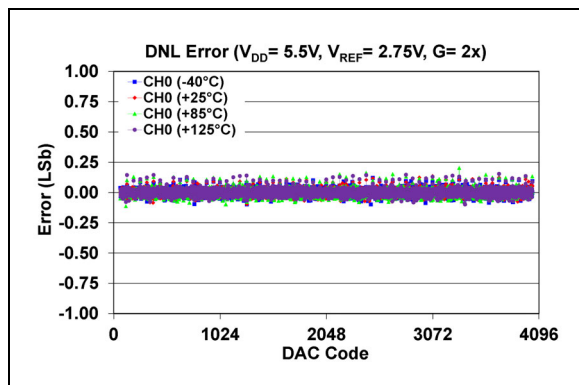 DNL Error (VDD= 5.5V, VREF= 2.75V, G= 2x)
1.00
CH0 (-40°C)
0.75
CH0 (+25°C)
CH0 (+85°C)
0.50
CH0 (+125°C)
0.25
0.00
-0.25
-0.50
-0.75
-1.00
Error (LSb)
0 1024 2048 3072 4096
DAC Code